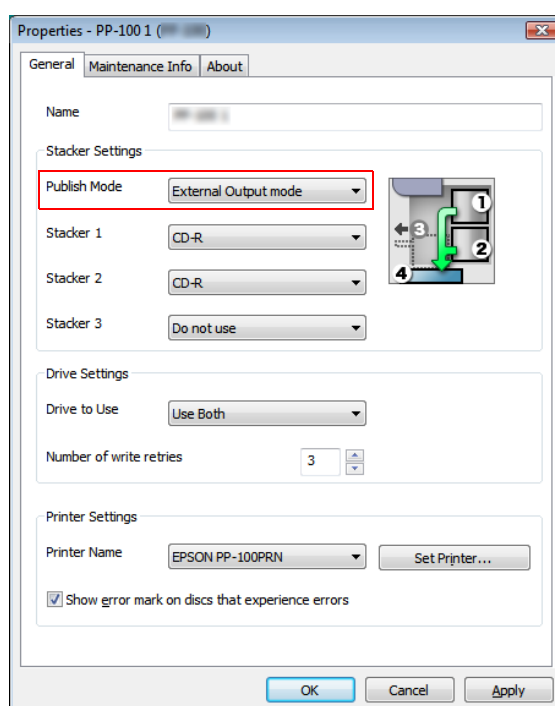 Properties - PP-100 1 ( )
General Maintenance Info About
Name
Stacker Settings
Publish Mode External Output mode
1
Stacker 1 CD-R
3
2
4
Stacker 2 CD-R
Stacker 3 Do not use
Drive Settings
Drive to Use Use Both
Number of write retries 3
Printer Settings
Printer Name EPSON PP-100PRN Set Printer...
Show error mark on discs that experience errors
OK Cancel Apply